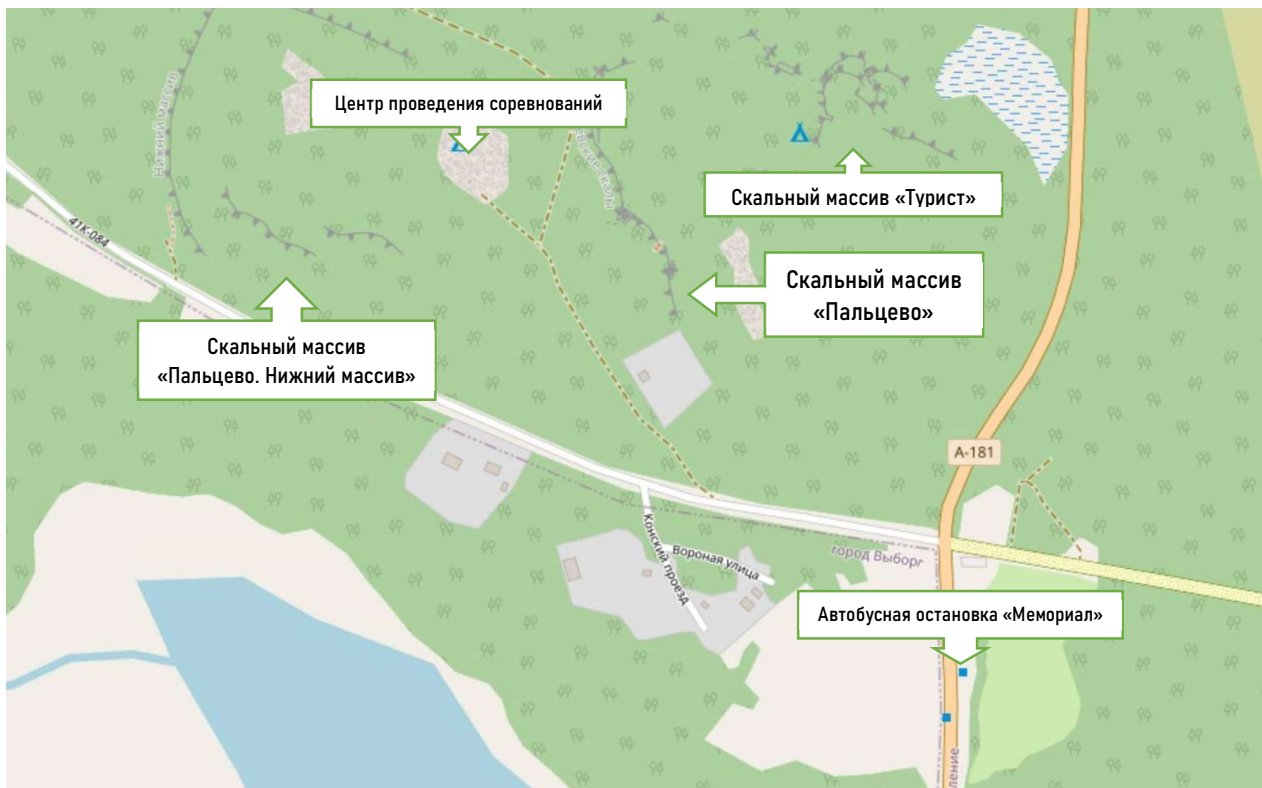 Центр проведения соревнований
Нижний массив
Скальный массив «Турист»
41К-084
Скальный массив
«Пальцево»
Скальный массив
«Пальцево. Нижний массив»
А-181
Конский проезд
Вороная улица
город Выборг
Автобусная остановка «Мемориал»